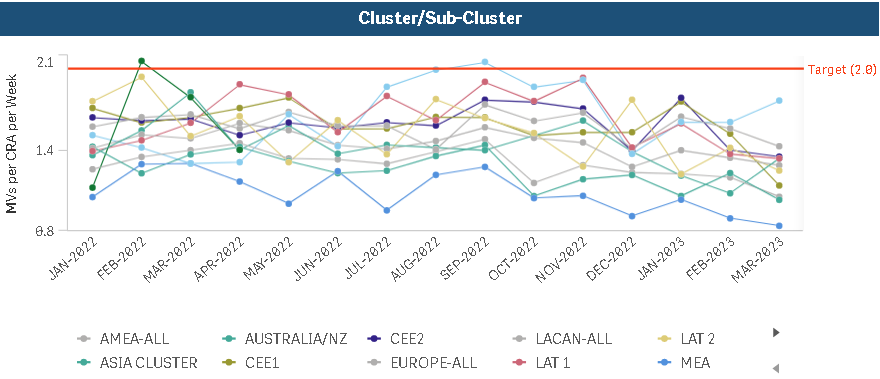 Cluster/Sub-Cluster
2.1
Target (2.0)
MVs per CRA per Week
1.4
0.8
JAN-2022 FEB-2022 MAR-2022 APR-2022 MAY-2022 JUN-2022 JUL-2022 AUG-2022 SEP-2022 OCT-2022 NOV-2022 DEC-2022 JAN-2023 FEB-2023 MAR-2023
AMEA-ALL AUSTRALIA/NZ CEE2 LACAN-ALL LAT 2
ASIA CLUSTER CEE1 EUROPE-ALL LAT 1 MEA